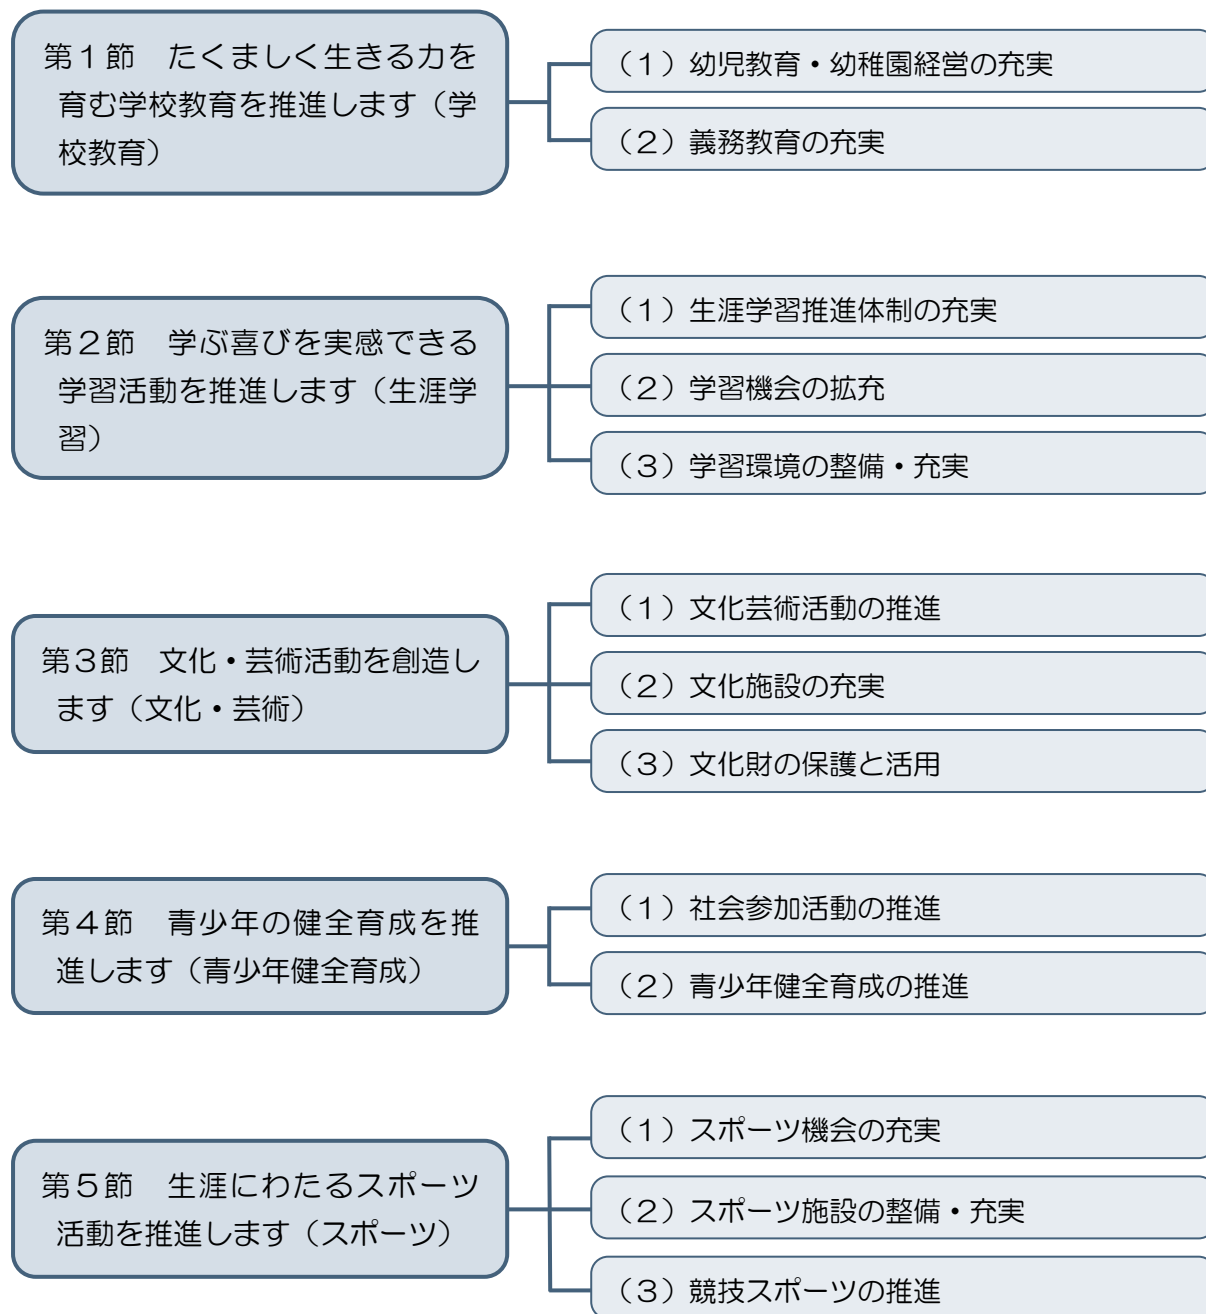 第１節　たくましく生きる力を
育む学校教育を推進します（学
校教育）
（１）幼児教育・幼稚園経営の充実
（２）義務教育の充実
第２節　学ぶ喜びを実感できる
学習活動を推進します（生涯学
習）
（１）生涯学習推進体制の充実
（２）学習機会の拡充
（３）学習環境の整備・充実
第３節　文化・芸術活動を創造し
ます（文化・芸術）
（１）文化芸術活動の推進
（２）文化施設の充実
（３）文化財の保護と活用
第４節　青少年の健全育成を推
進します（青少年健全育成）
（１）社会参加活動の推進
（２）青少年健全育成の推進
第５節　生涯にわたるスポーツ
活動を推進します（スポーツ）
（１）スポーツ機会の充実
（２）スポーツ施設の整備・充実
（３）競技スポーツの推進